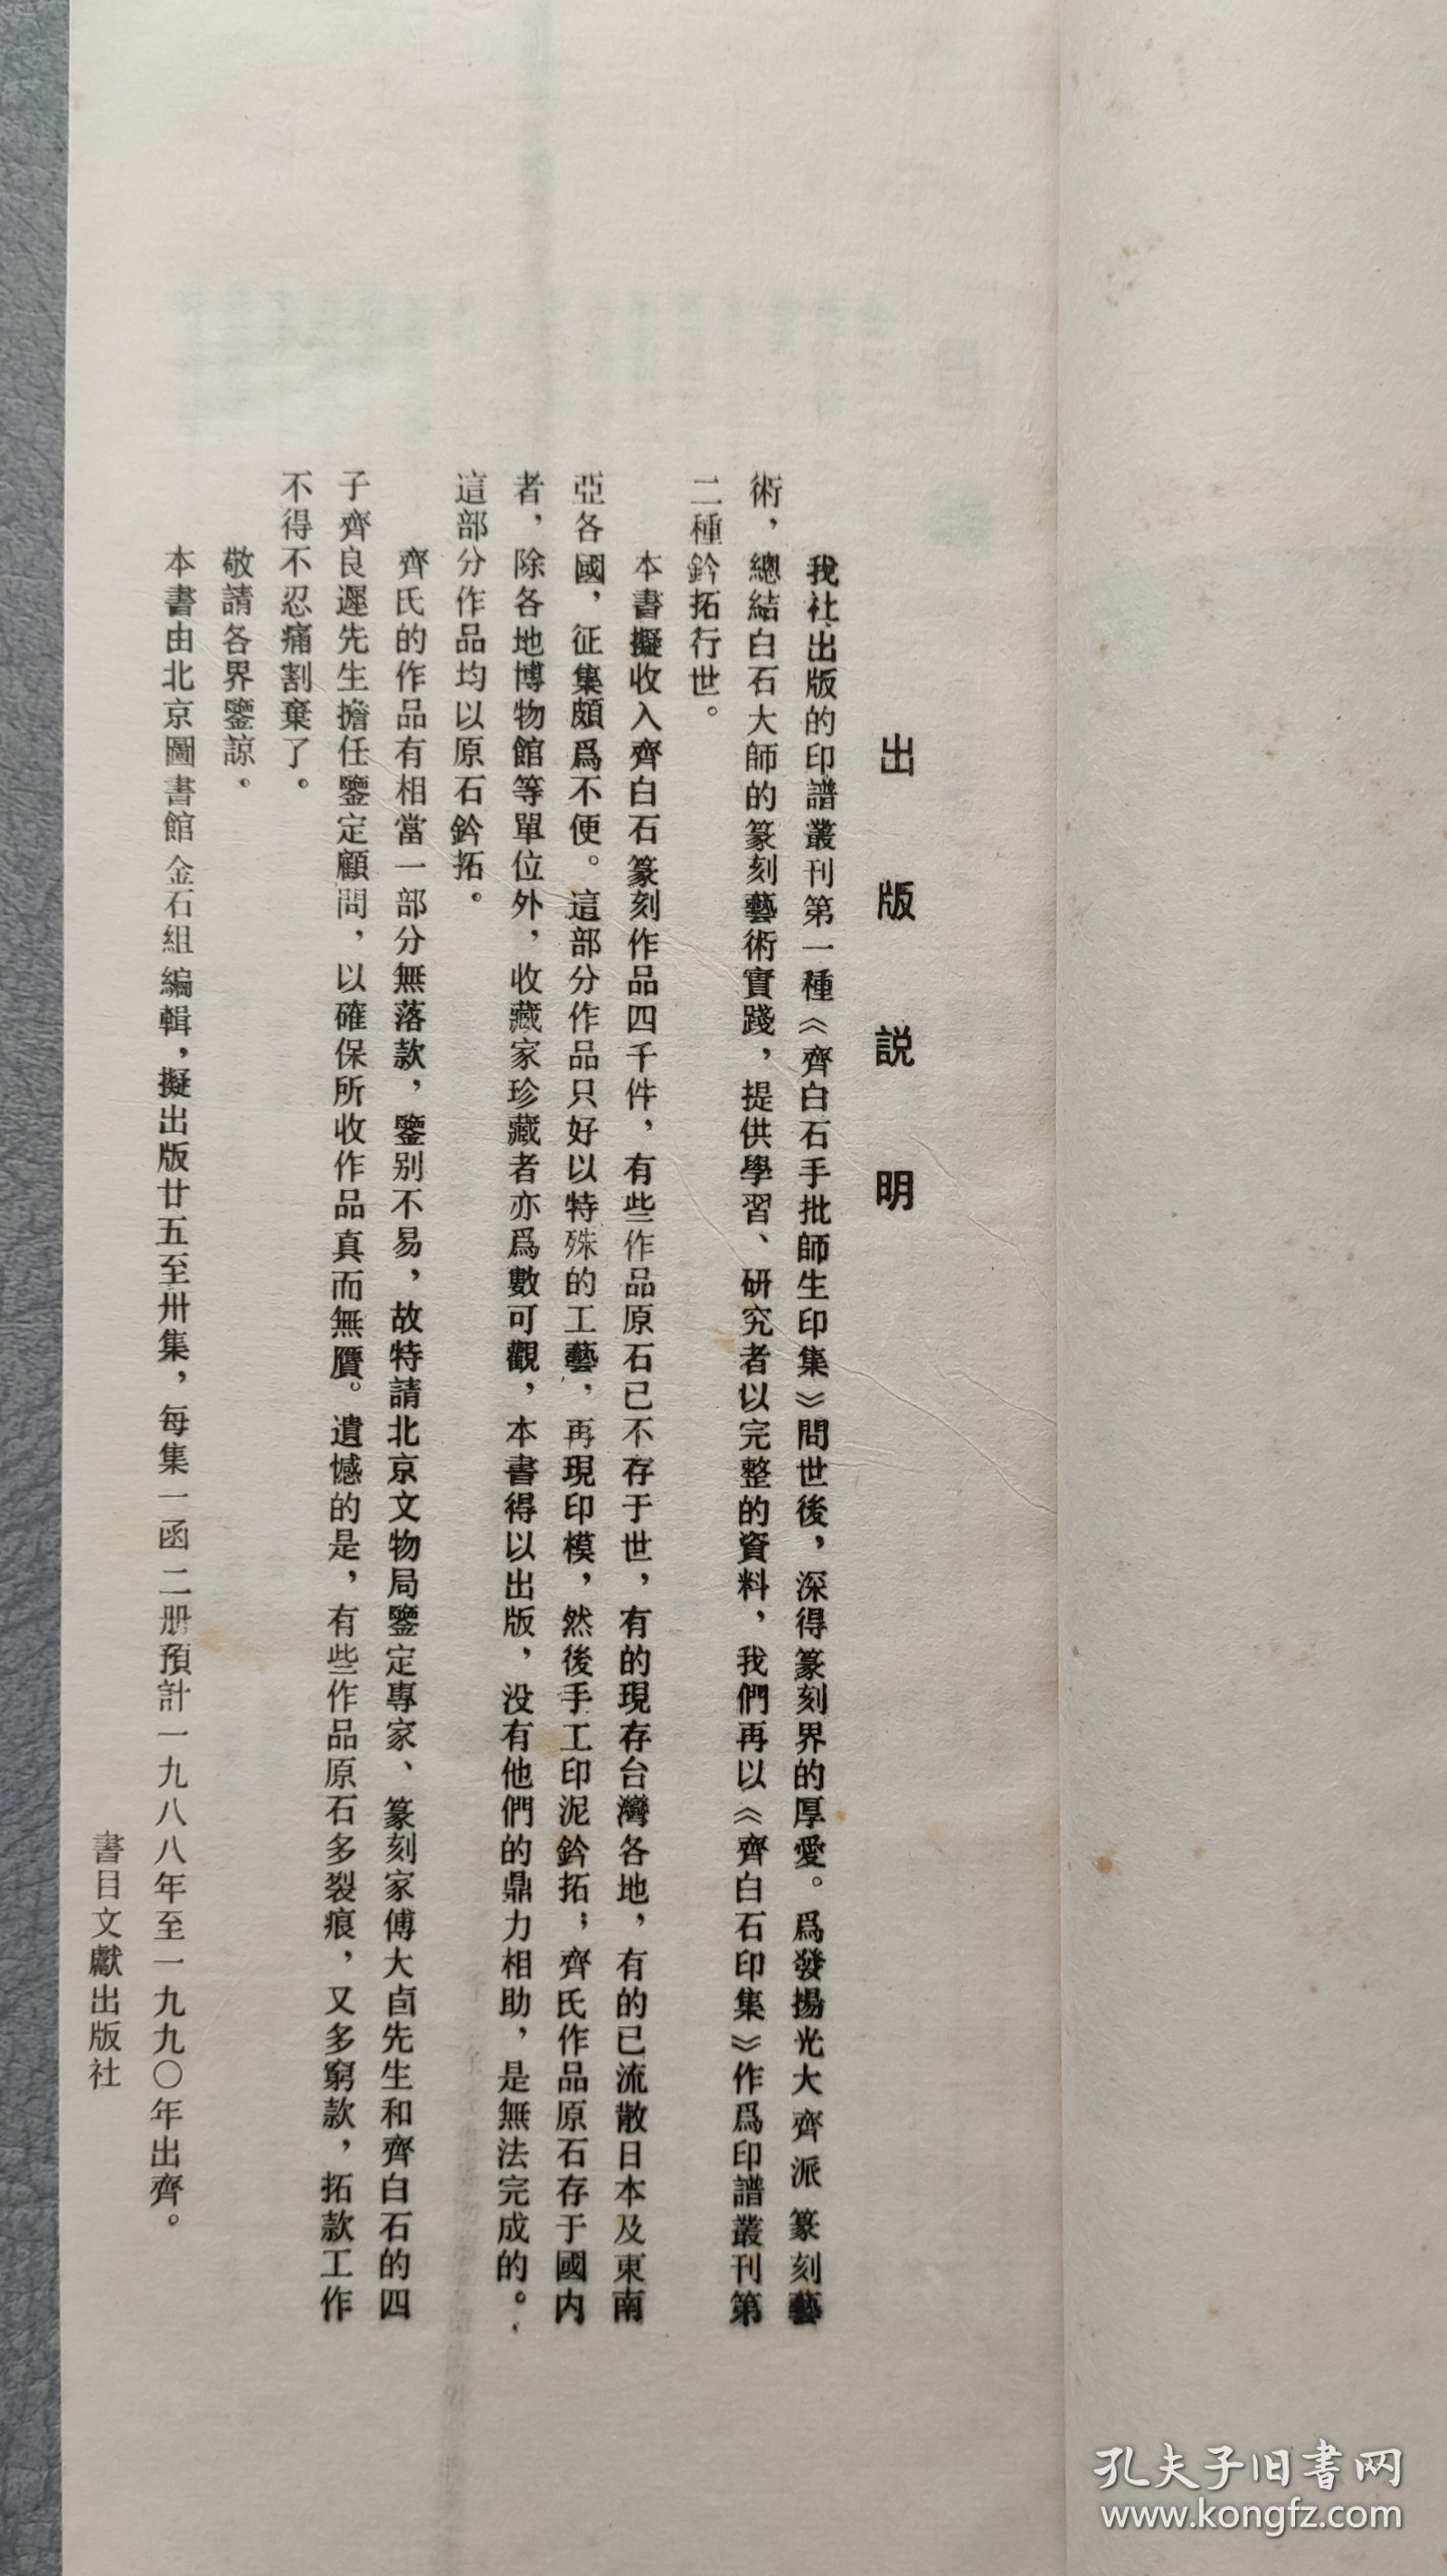 出版説明
我社出版的印譜叢刊第一種《齊白石手批師生印集》問世後，深得篆刻界的厚愛。爲發揚光大齊派篆刻藝
術，總結白石大師的篆刻藝術實踐，提供學習、研究者以完整的資料，我們再以《齊白石印集》作爲印譜叢刊第
二種鈐拓行世。
本書擬收入齊白石篆刻作品四千件，有些作品原石已不存于世，有的現存台灣各地，有的已流散日本及東南
亞各國，征集頗爲不便。這部分作品只好以特殊的工藝，再現印模，然後手工印泥鈐拓；齊氏作品原石存于國内
者，除各地博物館等單位外，收藏家珍藏者亦爲數可觀，本書得以出版，没有他們的鼎力相助，是無法完成的。
這部分作品均以原石鈐拓。
齊氏的作品有相當一部分無落款，鑒别不易，故特請北京文物局鑒定專家、篆刻家傅大卣先生和齊白石的四
子齊良遲先生擔任鑒定顧問，以確保所收作品真而無贋。遺憾的是，有些作品原石多裂痕，又多窮款，拓款工作
不得不忍痛割棄了。
敬請各界鑒諒。
本書由北京圖書館金石組編輯，擬出版廿五至卅集，每集一函二册預計一九八八年至一九九〇年出齊。
書目文獻出版社
孔夫子旧書网
www.kongfz.com